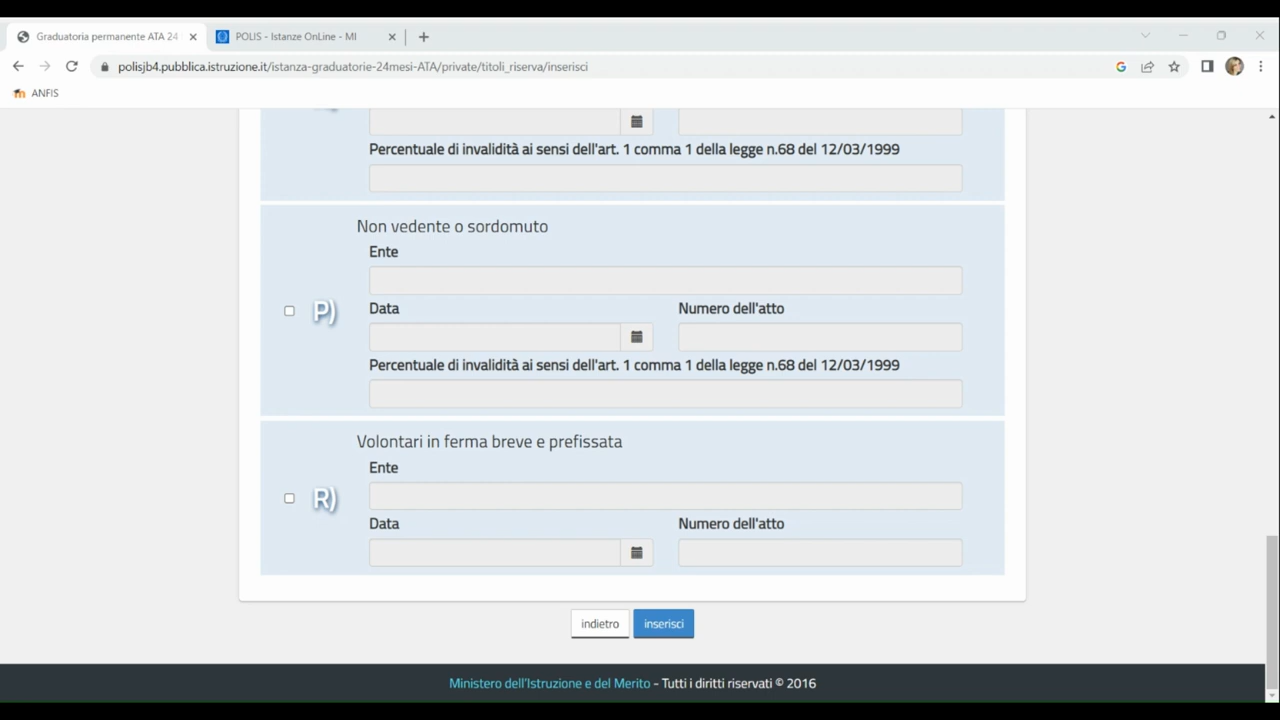 Graduatoria permanente ATA 24
POLIS - Istanze OnLine - MI
polisjb4.pubblica.istruzione.it/istanza-graduatorie-24mesi-ATA/private/titoli_riserva/inserisci
ANFIS
Percentuale di invalidità ai sensi dell'art. 1 comma 1 della legge n.68 del 12/03/1999
Non vedente o sordomuto
Ente
P)
Data Numero dell'atto
Percentuale di invalidità ai sensi dell'art. 1 comma 1 della legge n.68 del 12/03/1999
Volontari in ferma breve e prefissata
Ente
R)
Data Numero dell'atto
indietro inserisci
Ministero dell'Istruzione e del Merito - Tutti i diritti riservati © 2016